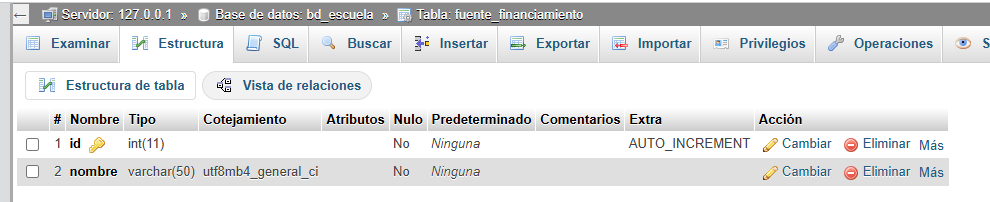 ← Servidor: 127.0.0.1 » Base de datos: bd_escuela » Tabla: fuente_financiamiento
Examinar Estructura SQL Buscar Insertar Exportar Importar Privilegios Operaciones S
Estructura de tabla Vista de relaciones
# Nombre Tipo Cotejamiento Atributos Nulo Predeterminado Comentarios Extra Acción
1 id int(11) No Ninguna AUTO_INCREMENT Cambiar Eliminar Más
2 nombre varchar(50) utf8mb4_general_ci No Ninguna Cambiar Eliminar Más